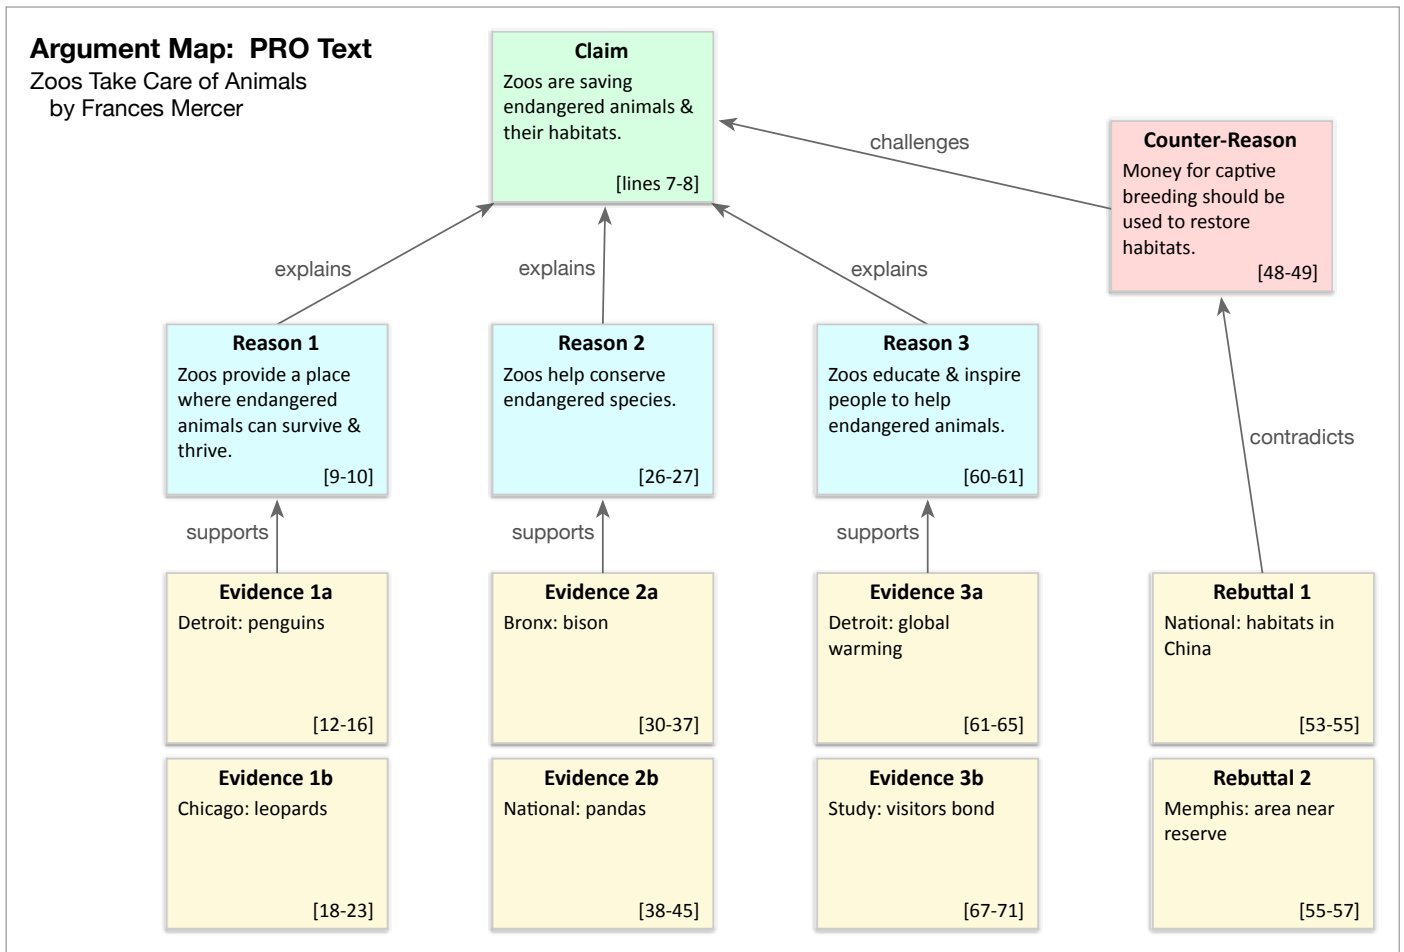 Argument Map:  PRO Text
Zoos Take Care of Animals
by Frances Mercer
Claim
Zoos are saving
endangered animals &
their habitats.
[lines 7-8]
challenges
Counter-Reason
Money for captive
breeding should be
used to restore
habitats.
[48-49]
explains
explains
explains
Reason 1
Zoos provide a place
where endangered
animals can survive &
thrive.
[9-10]
Reason 2
Zoos help conserve
endangered species.
[26-27]
Reason 3
Zoos educate & inspire
people to help
endangered animals.
[60-61]
contradicts
supports
supports
supports
Evidence 1a
Detroit: penguins
[12-16]
Evidence 2a
Bronx: bison
[30-37]
Evidence 3a
Detroit: global
warming
[61-65]
Rebuttal 1
National: habitats in
China
[53-55]
Evidence 1b
Chicago: leopards
[18-23]
Evidence 2b
National: pandas
[38-45]
Evidence 3b
Study: visitors bond
[67-71]
Rebuttal 2
Memphis: area near
reserve
[55-57]